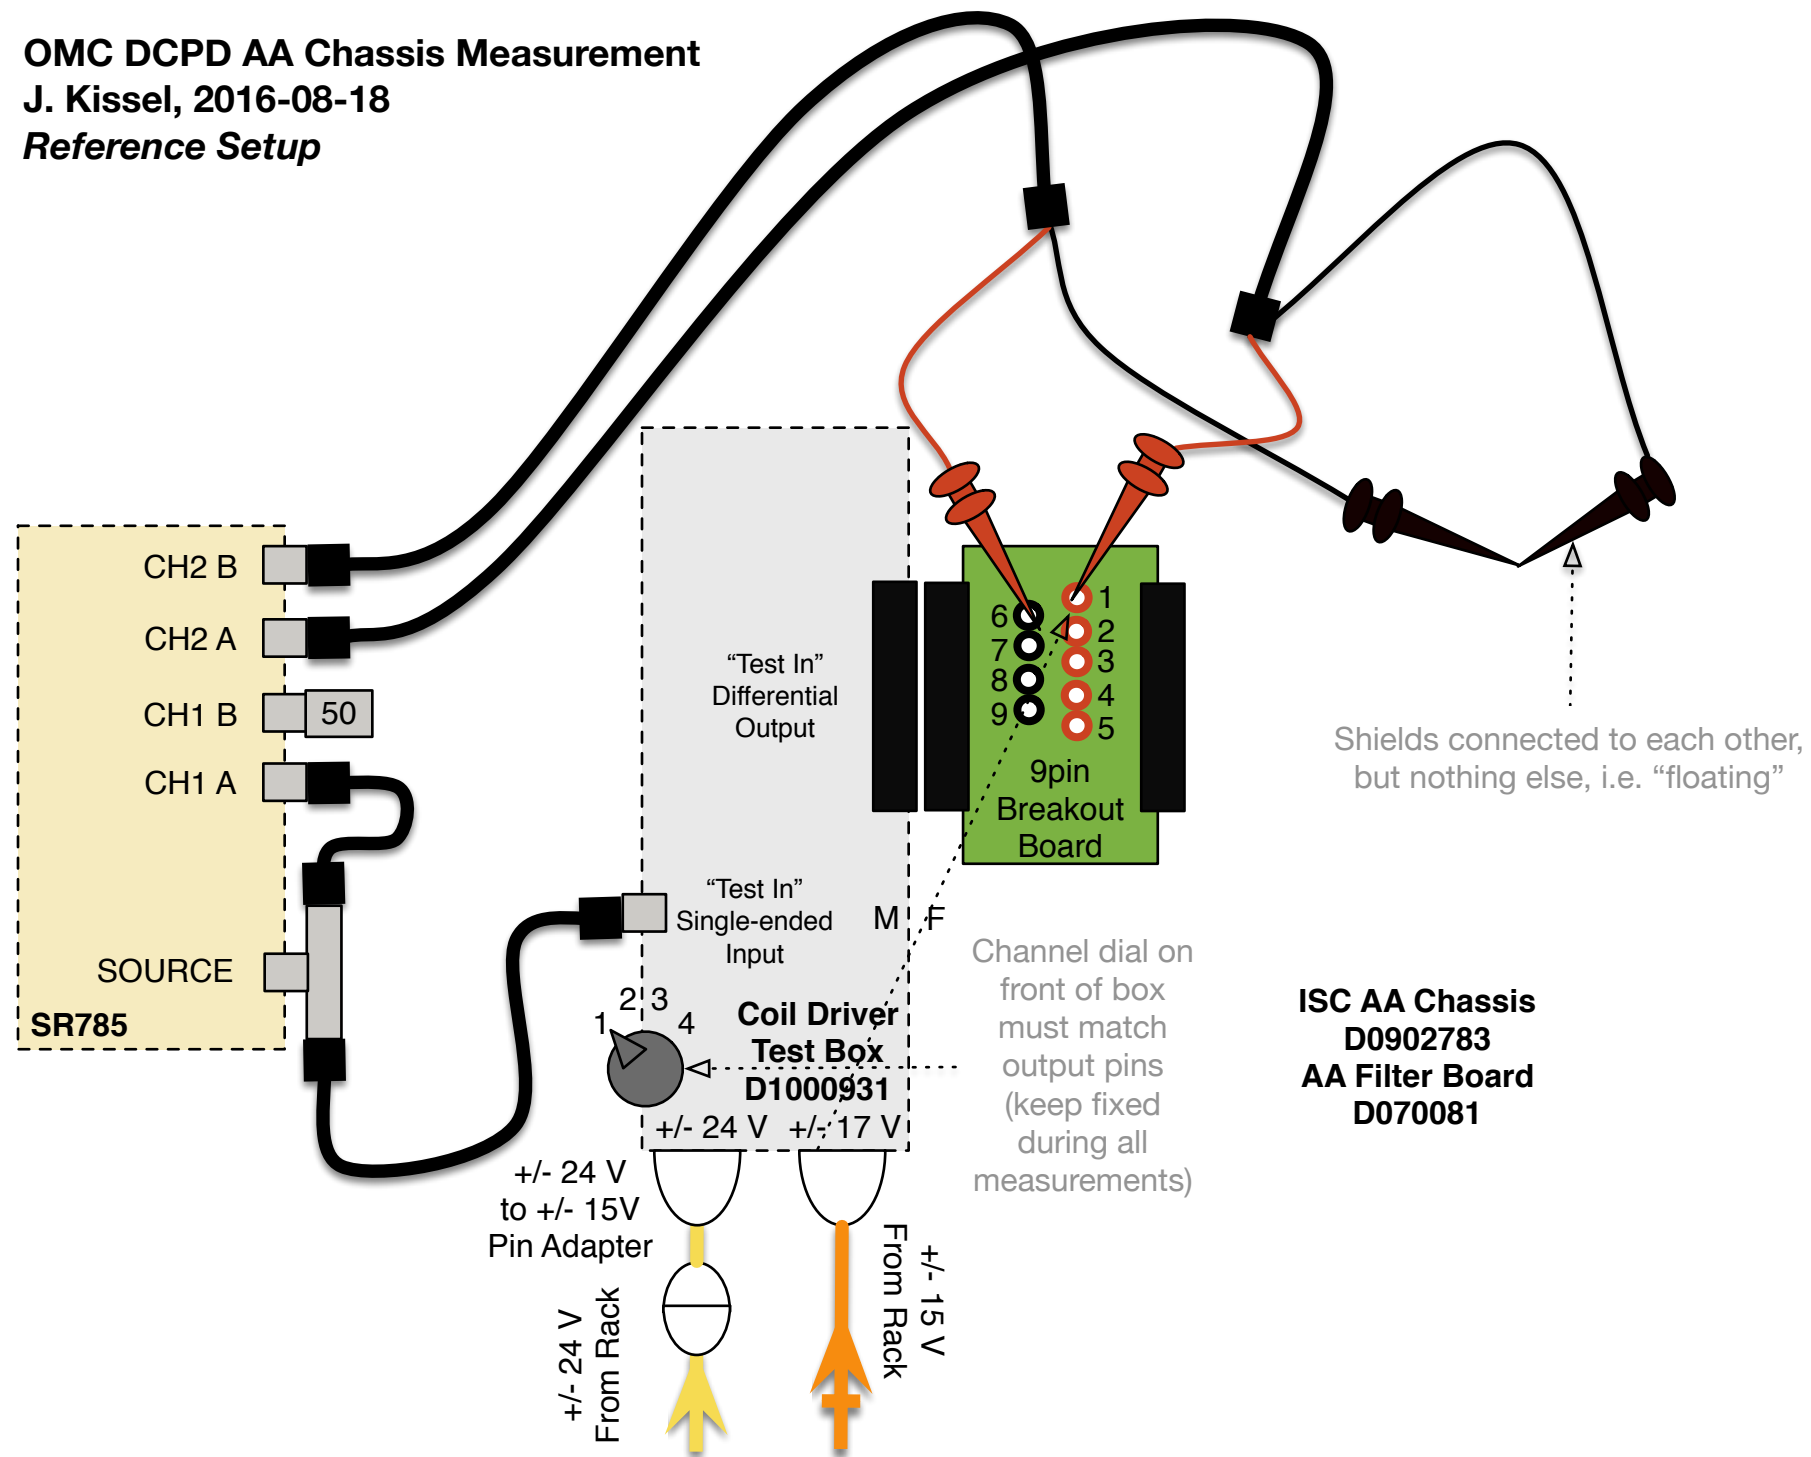 OMC DCPD AA Chassis Measurement
J. Kissel, 2016-08-18
Reference Setup
CH2 B
CH2 A
CH1 B
50
CH1 A
SOURCE
SR785
"Test In"
Differential
Output
"Test In"
Single-ended
Input
M F
1 2 3 4
Coil Driver
Test Box
D1000931
+/- 24 V +/- 17 V
+/- 24 V
to +/- 15V
Pin Adapter
+/- 24 V
From Rack
+/- 15 V
From Rack
6
7
8
9
1
2
3
4
5
9pin
Breakout
Board
Shields connected to each other,
but nothing else, i.e. “floating”
Channel dial on
front of box
must match
output pins
(keep fixed
during all
measurements)
ISC AA Chassis
D0902783
AA Filter Board
D070081